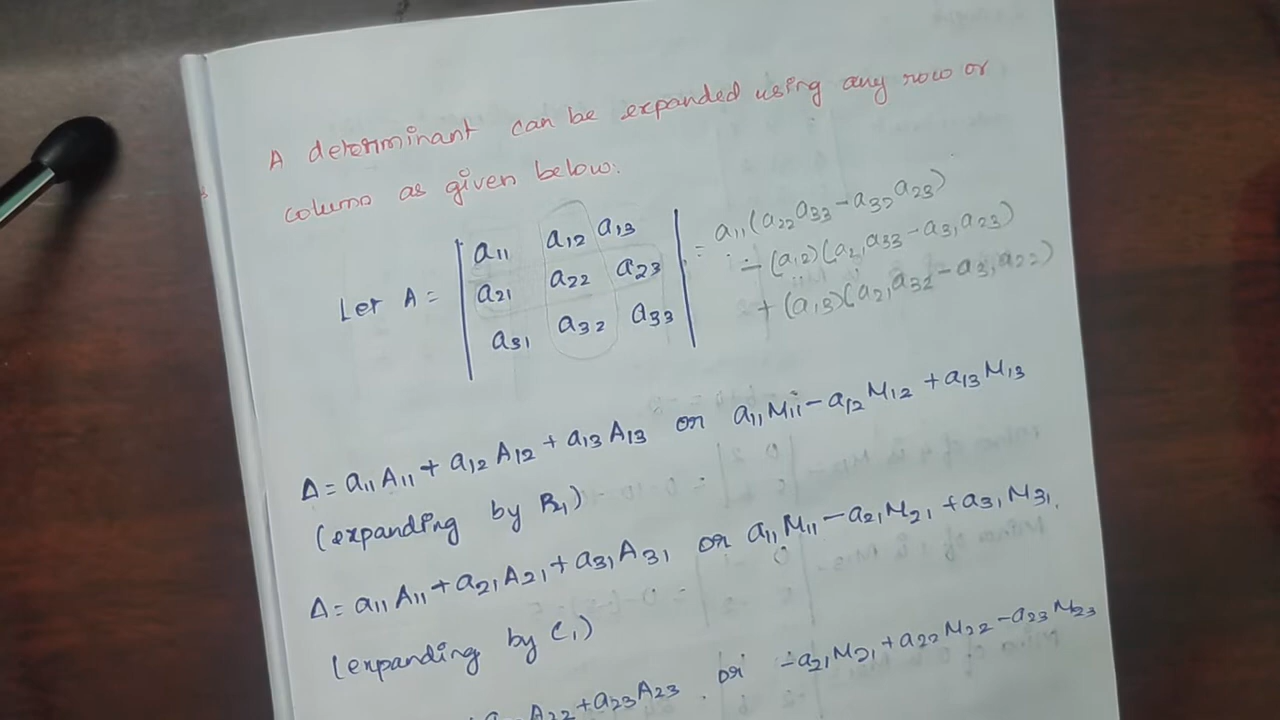 A determinant can be expanded using any row or
column as given below:
Let A = | a11 a12 a13 | = a11(a22a33 - a32a23)
| a21 a22 a23 | - (a12)(a21a33 - a31a23)
| a31 a32 a33 | + (a13)(a21a32 - a31a22)
Δ = a11A11 + a12A12 + a13A13 or a11M11 - a12M12 + a13M13
(expanding by R1)
Δ = a11A11 + a21A21 + a31A31 or a11M11 - a21M21 + a31M31.
(expanding by C1)
A22 + a23A23. or -a21M21 + a22M22 - a23M23